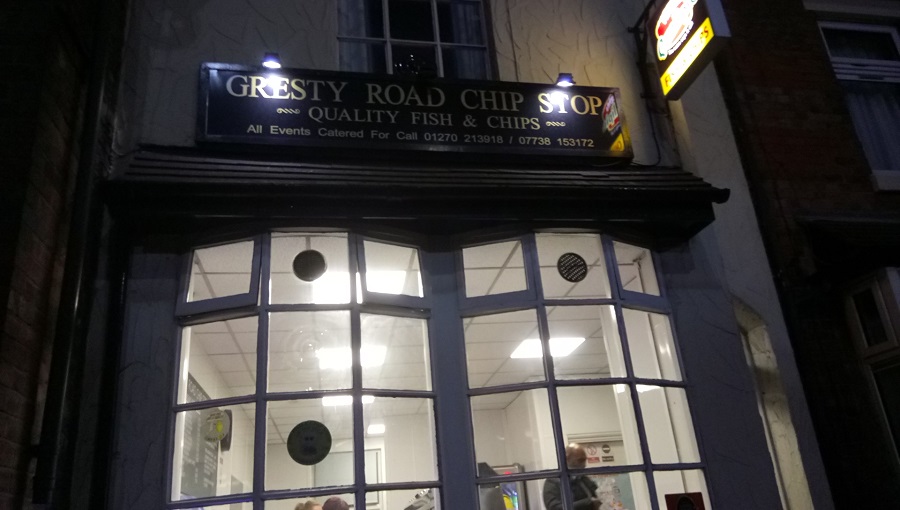 GRESTY ROAD CHIP STOP
QUALITY FISH & CHIPS
All Events Catered For Call 01270 213918 / 07738 153172